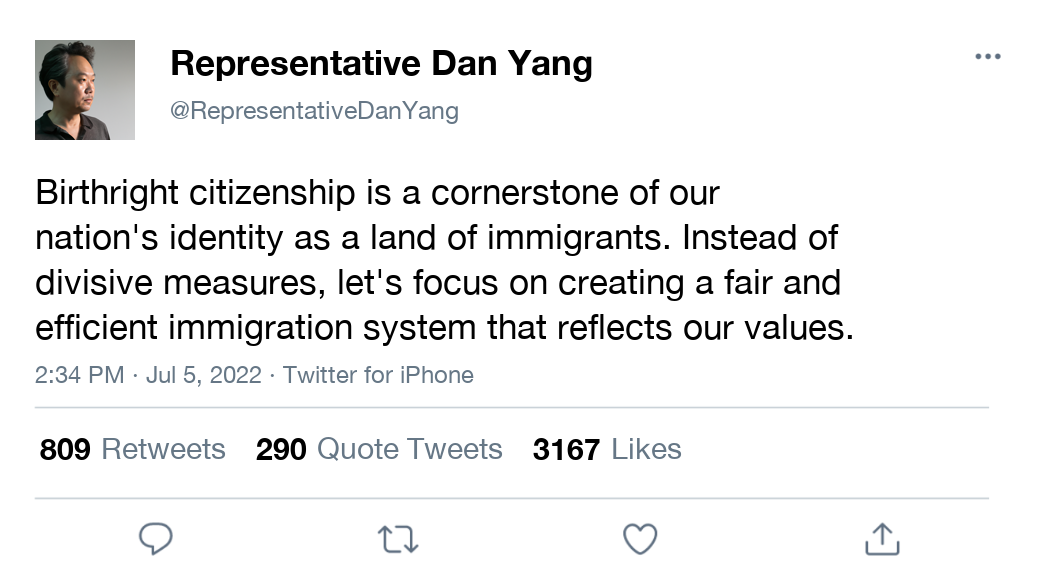 Representative Dan Yang
@RepresentativeDanYang
Birthright citizenship is a cornerstone of our
nation's identity as a land of immigrants. Instead of
divisive measures, let's focus on creating a fair and
efficient immigration system that reflects our values.
2:34 PM · Jul 5, 2022 · Twitter for iPhone
809 Retweets 290 Quote Tweets 3167 Likes